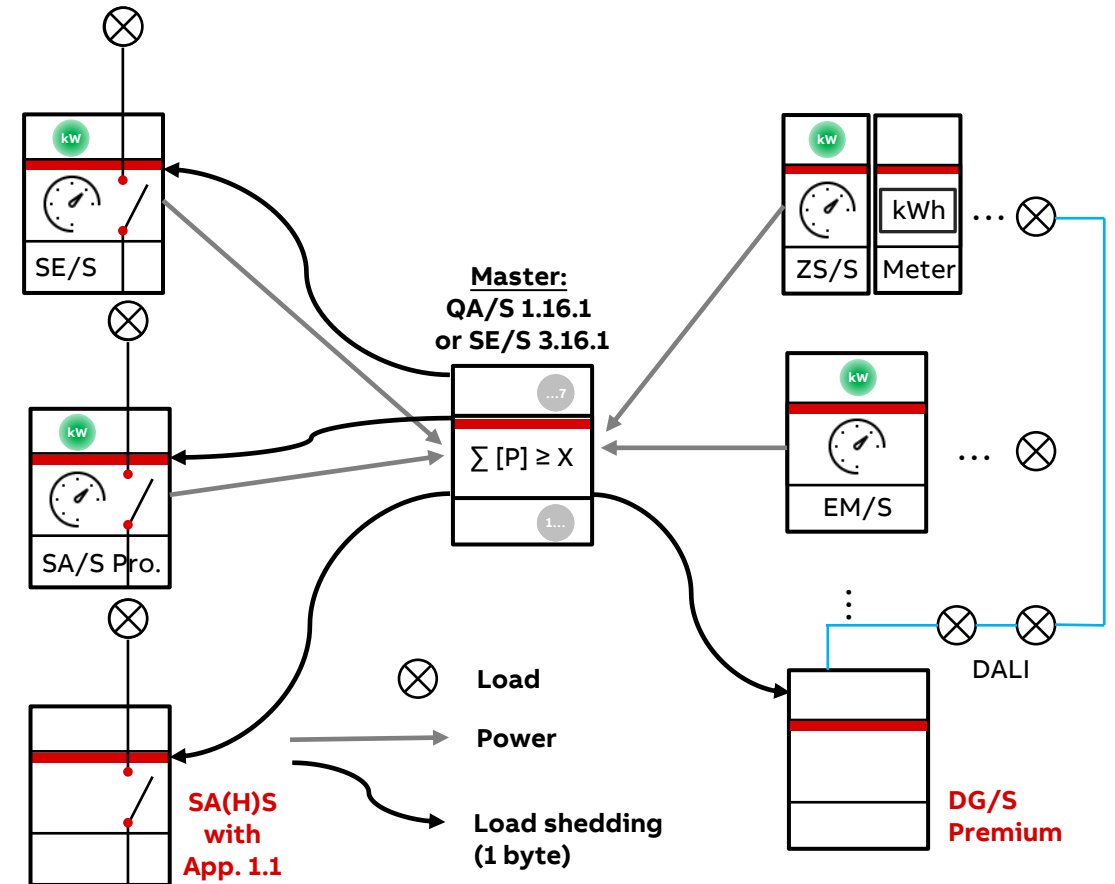 kW
SE/S
kW
SA/S Pro.
SA(H)S
with
App. 1.1
Master:
QA/S 1.16.1
or SE/S 3.16.1
...7
∑ [P] ≥ X
1...
Load
Power
Load shedding
(1 byte)
kW
ZS/S
kWh
Meter
...
kW
EM/S
...
...
DALI
DG/S
Premium